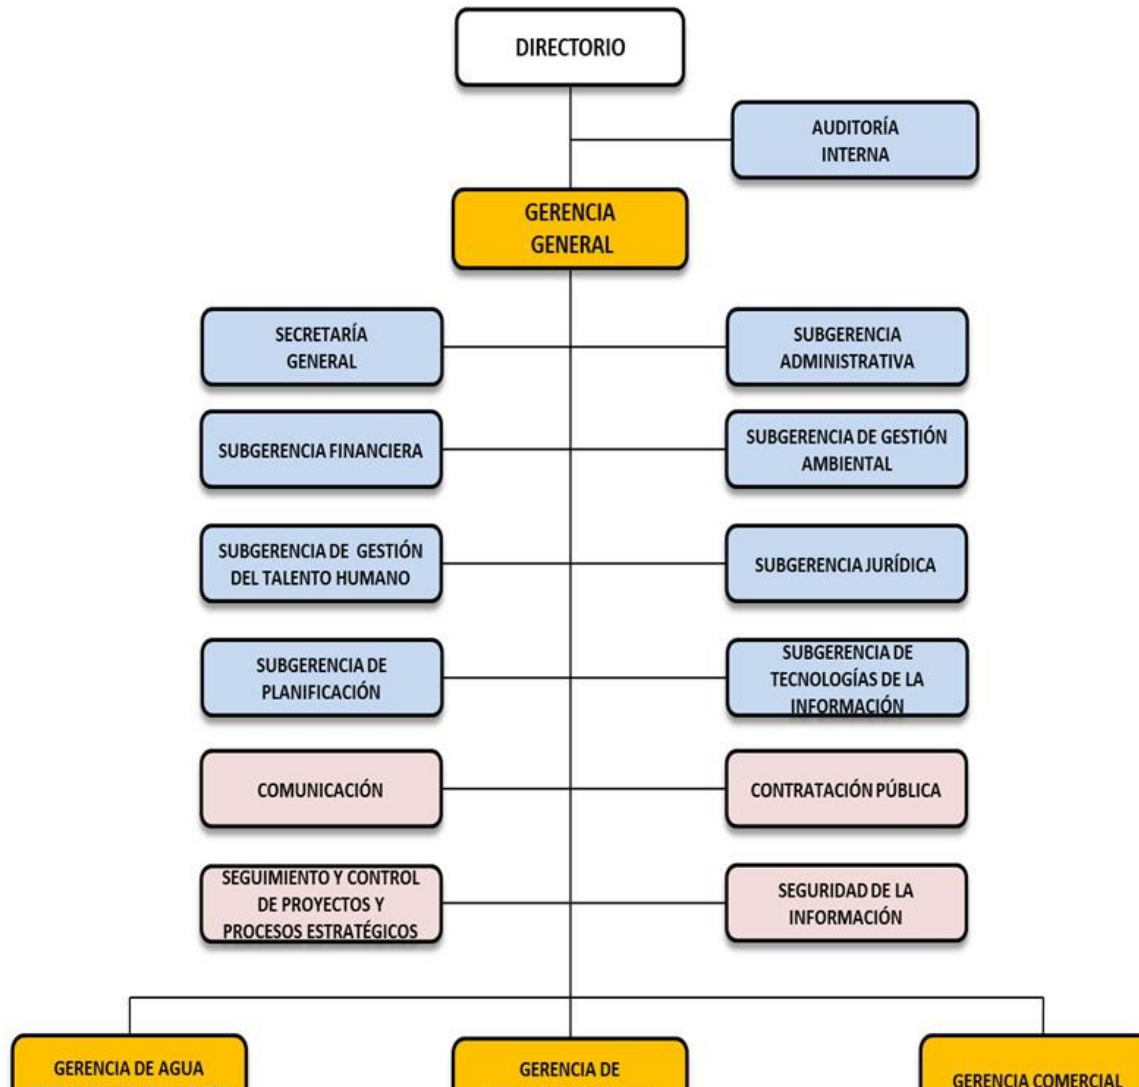 DIRECTORIO
AUDITORÍA
INTERNA
GERENCIA
GENERAL
SECRETARÍA
GENERAL
SUBGERENCIA
ADMINISTRATIVA
SUBGERENCIA FINANCIERA
SUBGERENCIA DE GESTIÓN
AMBIENTAL
SUBGERENCIA DE GESTIÓN
DEL TALENTO HUMANO
SUBGERENCIA JURÍDICA
SUBGERENCIA DE
PLANIFICACIÓN
SUBGERENCIA DE
TECNOLOGÍAS DE LA
INFORMACIÓN
COMUNICACIÓN
CONTRATACIÓN PÚBLICA
SEGUIMIENTO Y CONTROL
DE PROYECTOS Y
PROCESOS ESTRATÉGICOS
SEGURIDAD DE LA
INFORMACIÓN
GERENCIA DE AGUA
GERENCIA DE
GERENCIA COMERCIAL